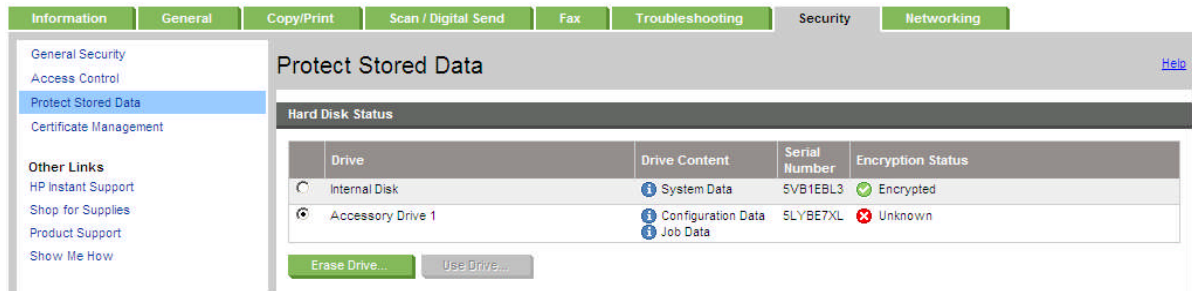 Information General Copy/Print Scan / Digital Send Fax Troubleshooting Security Networking
General Security
Access Control
Protect Stored Data
Certificate Management
Other Links
HP Instant Support
Shop for Supplies
Product Support
Show Me How
Protect Stored Data
Help
Hard Disk Status
Drive Drive Content Serial Number Encryption Status
Internal Disk System Data 5VB1EBL3 Encrypted
Accessory Drive 1 Configuration Data 5LYBE7XL Unknown
Job Data
Erase Drive... Use Drive...